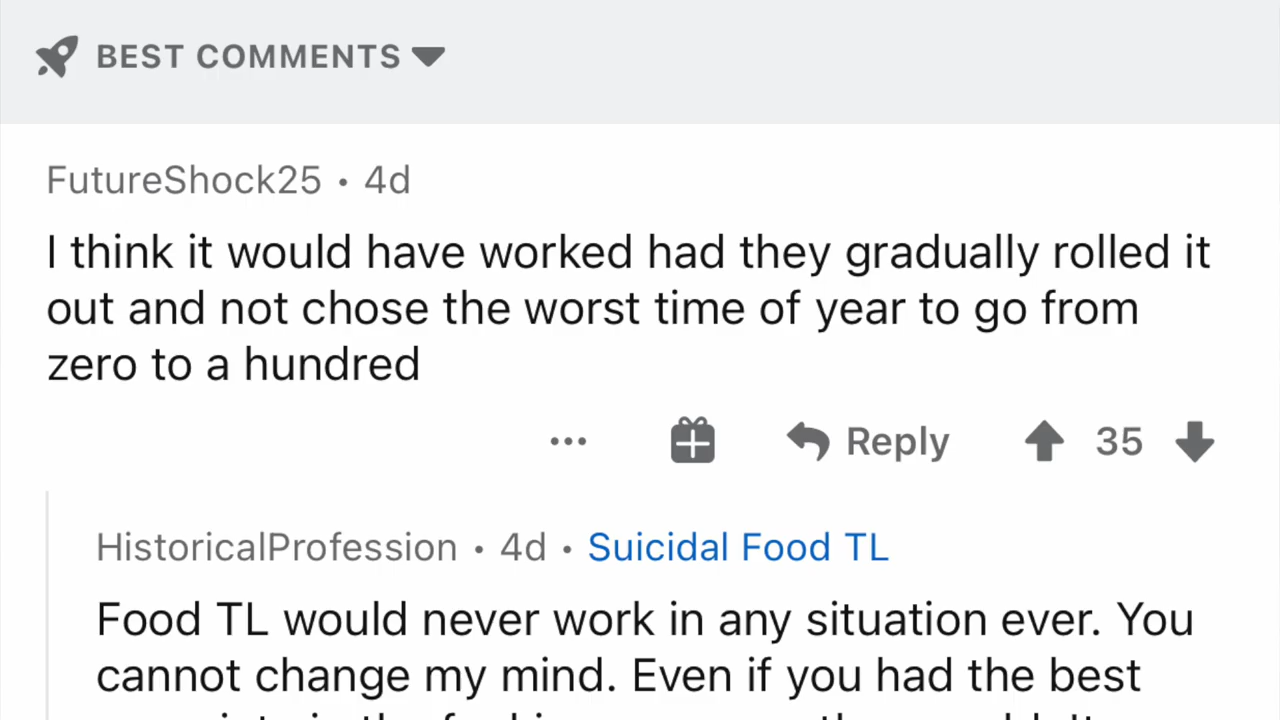 BEST COMMENTS
FutureShock25 • 4d
I think it would have worked had they gradually rolled it
out and not chose the worst time of year to go from
zero to a hundred
... Reply 35
HistoricalProfession • 4d • Suicidal Food TL
Food TL would never work in any situation ever. You
cannot change my mind. Even if you had the best